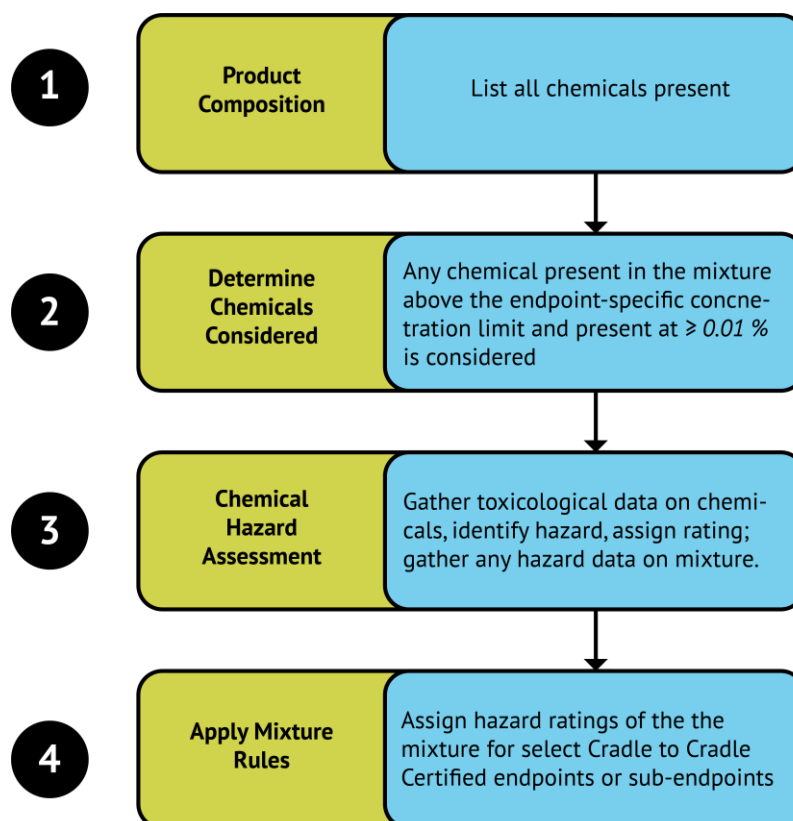 1
Product
Composition
List all chemicals present
2
Determine
Chemicals
Considered
Any chemical present in the mixture
above the endpoint-specific concne-
tration limit and present at ⩾ 0.01 %
is considered
3
Chemical
Hazard
Assessment
Gather toxicological data on chemi-
cals, identify hazard, assign rating;
gather any hazard data on mixture.
4
Apply Mixture
Rules
Assign hazard ratings of the the
mixture for select Cradle to Cradle
Certified endpoints or sub-endpoints